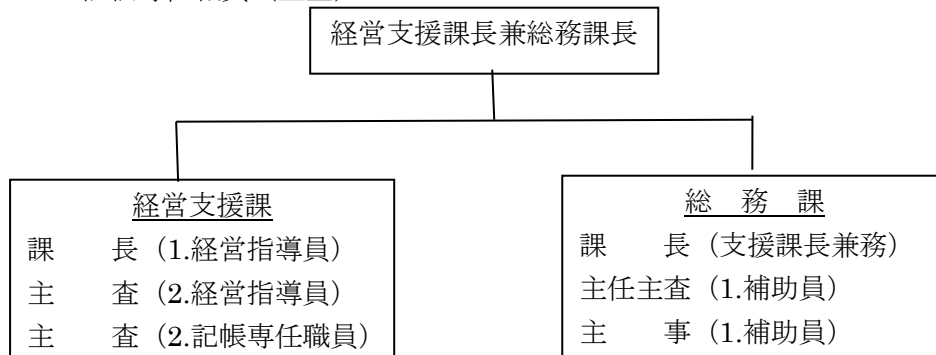 経営支援課長兼総務課長
経営支援課
課　　長（1.経営指導員）
主　　査（2.経営指導員）
主　　査（2.記帳専任職員）
総　務　課
課　　長（支援課長兼務）
主任主査（1.補助員）
主　　事（1.補助員）